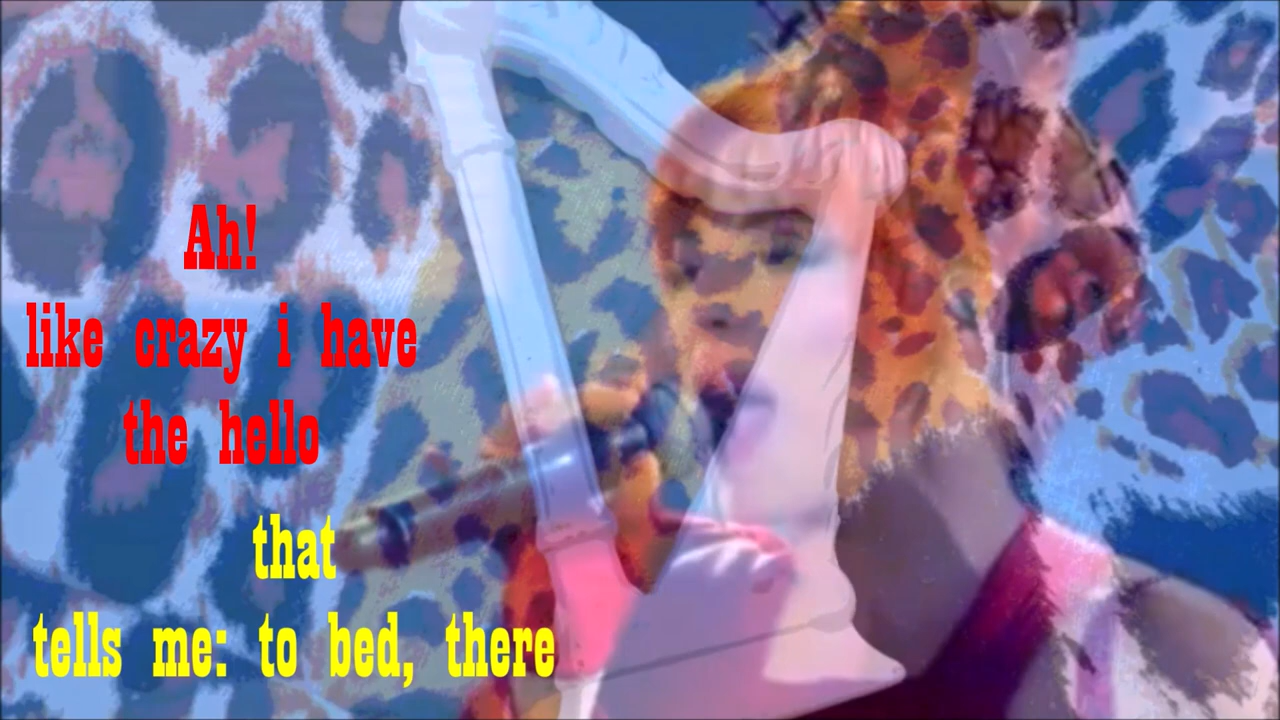 Ah!
like crazy i have
the hello
that
tells me: to bed, there